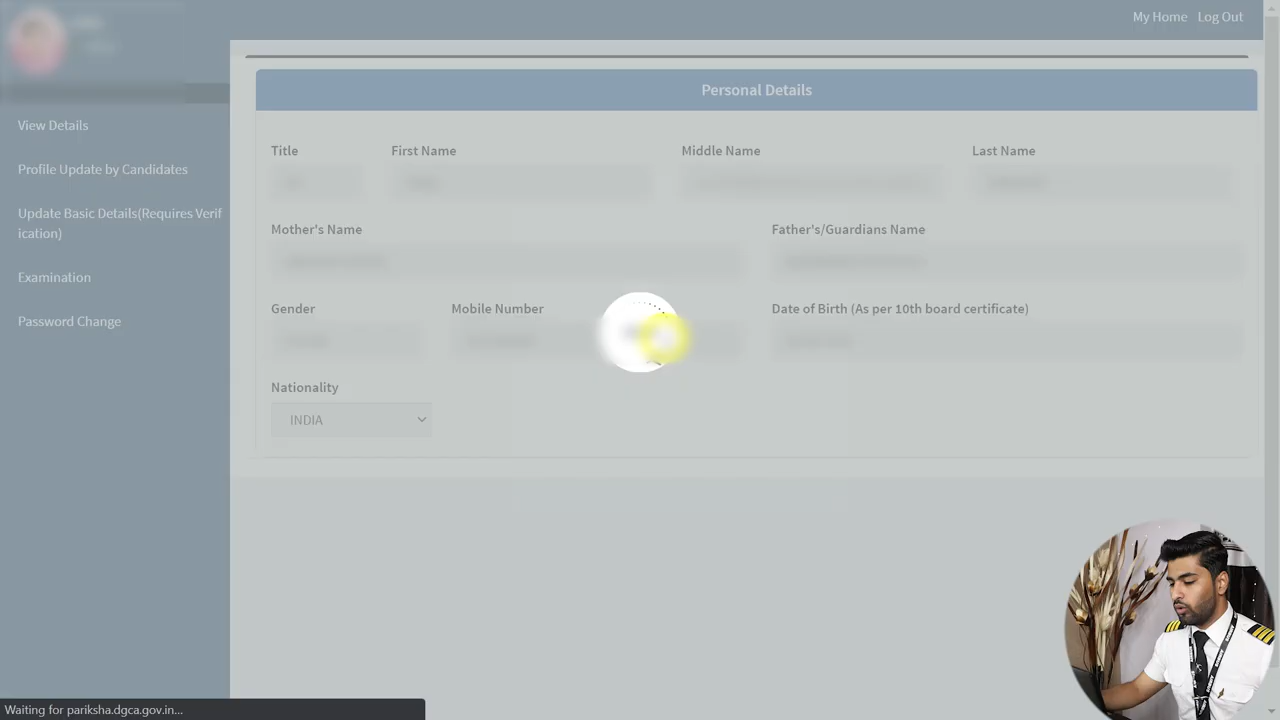 My Home Log Out
Personal Details
View Details
Profile Update by Candidates
Update Basic Details(Requires Verif
ication)
Examination
Password Change
Title First Name Middle Name Last Name
Mother's Name Father's/Guardians Name
Gender Mobile Number Date of Birth (As per 10th board certificate)
Nationality
INDIA
Waiting for pariksha.dgca.gov.in...